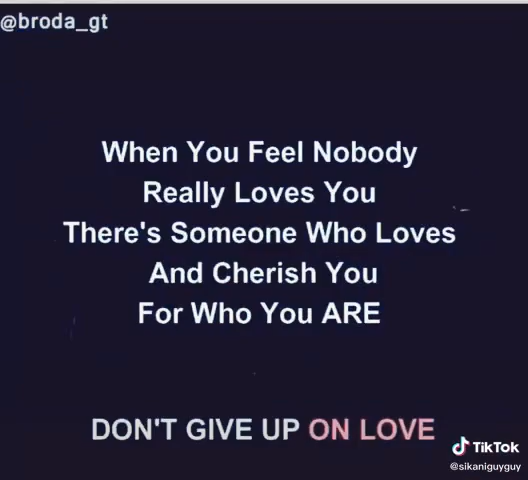 @broda_gt
When You Feel Nobody
Really Loves You
There's Someone Who Loves
And Cherish You
For Who You ARE
DON'T GIVE UP ON LOVE
TikTok
@sikaniguyguy